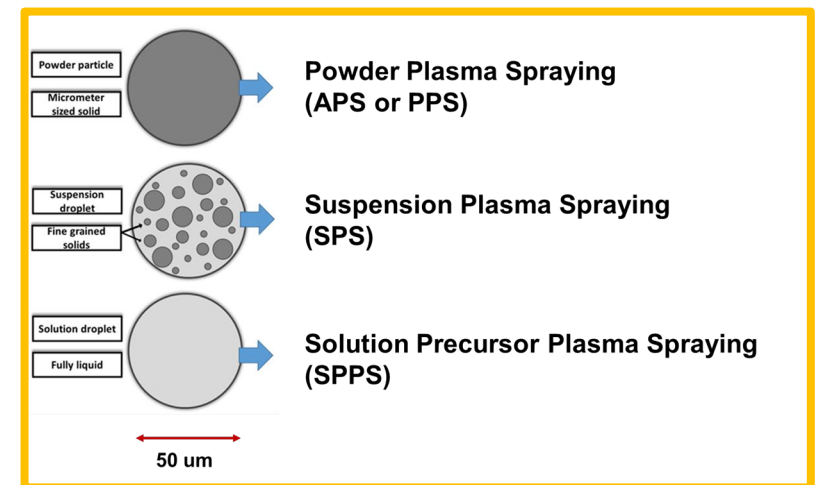 Powder particle
Micrometer
sized solid
Powder Plasma Spraying
(APS or PPS)
Suspension
droplet
Fine grained
solids
Suspension Plasma Spraying
(SPS)
Solution droplet
Fully liquid
Solution Precursor Plasma Spraying
(SPPS)
50 um